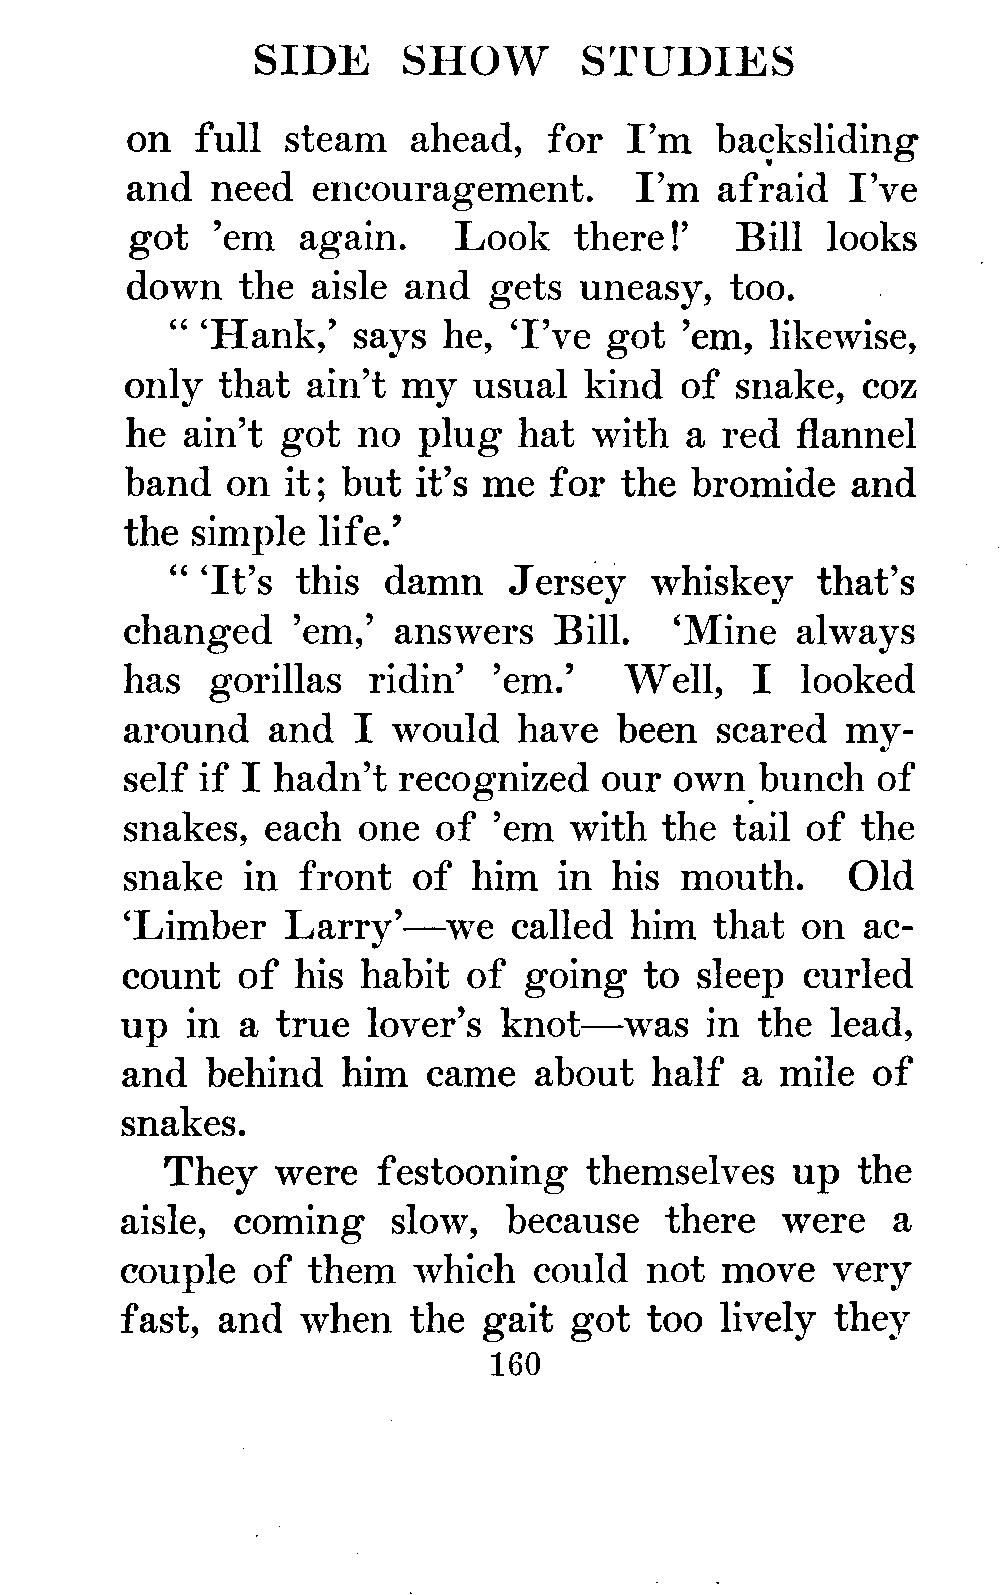 SIDE SHOW STUDIES
on full steam ahead, for I'm backsliding
and need encouragement. I'm afraid I've
got 'em again. Look there!' Bill looks
down the aisle and gets uneasy, too.
" 'Hank,' says he, 'I've got 'em, likewise,
only that ain't my usual kind of snake, coz
he ain't got no plug hat with a red flannel
band on it; but it's me for the bromide and
the simple life.'
" 'It's this damn Jersey whiskey that's
changed 'em,' answers Bill. 'Mine always
has gorillas ridin' 'em.' Well, I looked
around and I would have been scared my-
self if I hadn't recognized our own bunch of
snakes, each one of 'em with the tail of the
snake in front of him in his mouth. Old
'Limber Larry'—we called him that on ac-
count of his habit of going to sleep curled
up in a true lover's knot—was in the lead,
and behind him came about half a mile of
snakes.
They were festooning themselves up the
aisle, coming slow, because there were a
couple of them which could not move very
fast, and when the gait got too lively they
160